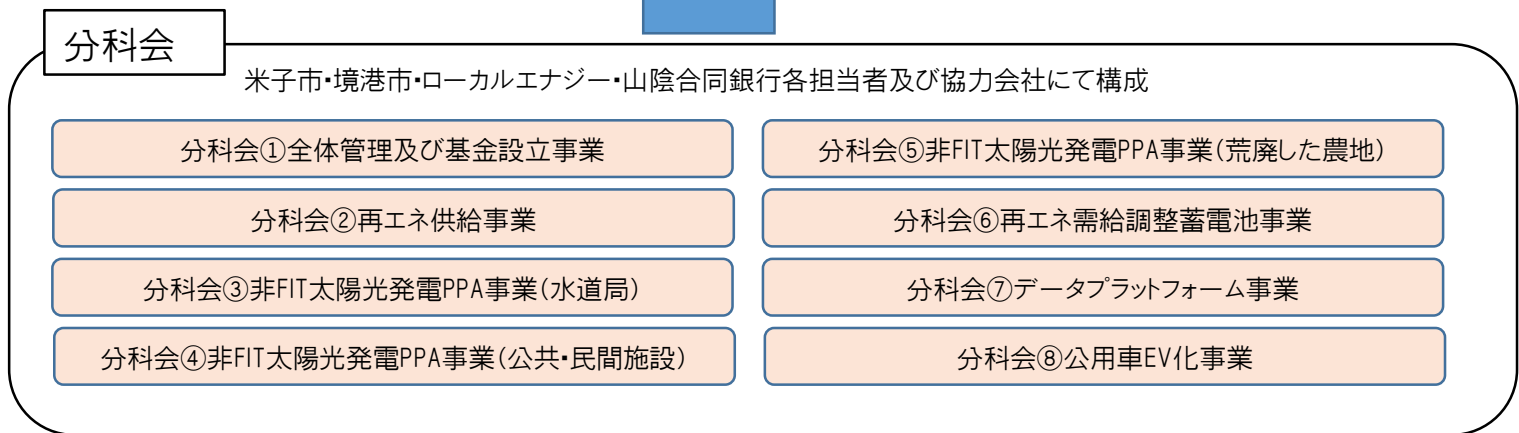 分科会
米子市・境港市・ローカルエナジー・山陰合同銀行各担当者及び協力会社にて構成
分科会①全体管理及び基金設立事業
分科会②再エネ供給事業
分科会③非FIT太陽光発電PPA事業(水道局)
分科会④非FIT太陽光発電PPA事業(公共・民間施設)
分科会⑤非FIT太陽光発電PPA事業(荒廃した農地)
分科会⑥再エネ需給調整蓄電池事業
分科会⑦データプラットフォーム事業
分科会⑧公用車EV化事業